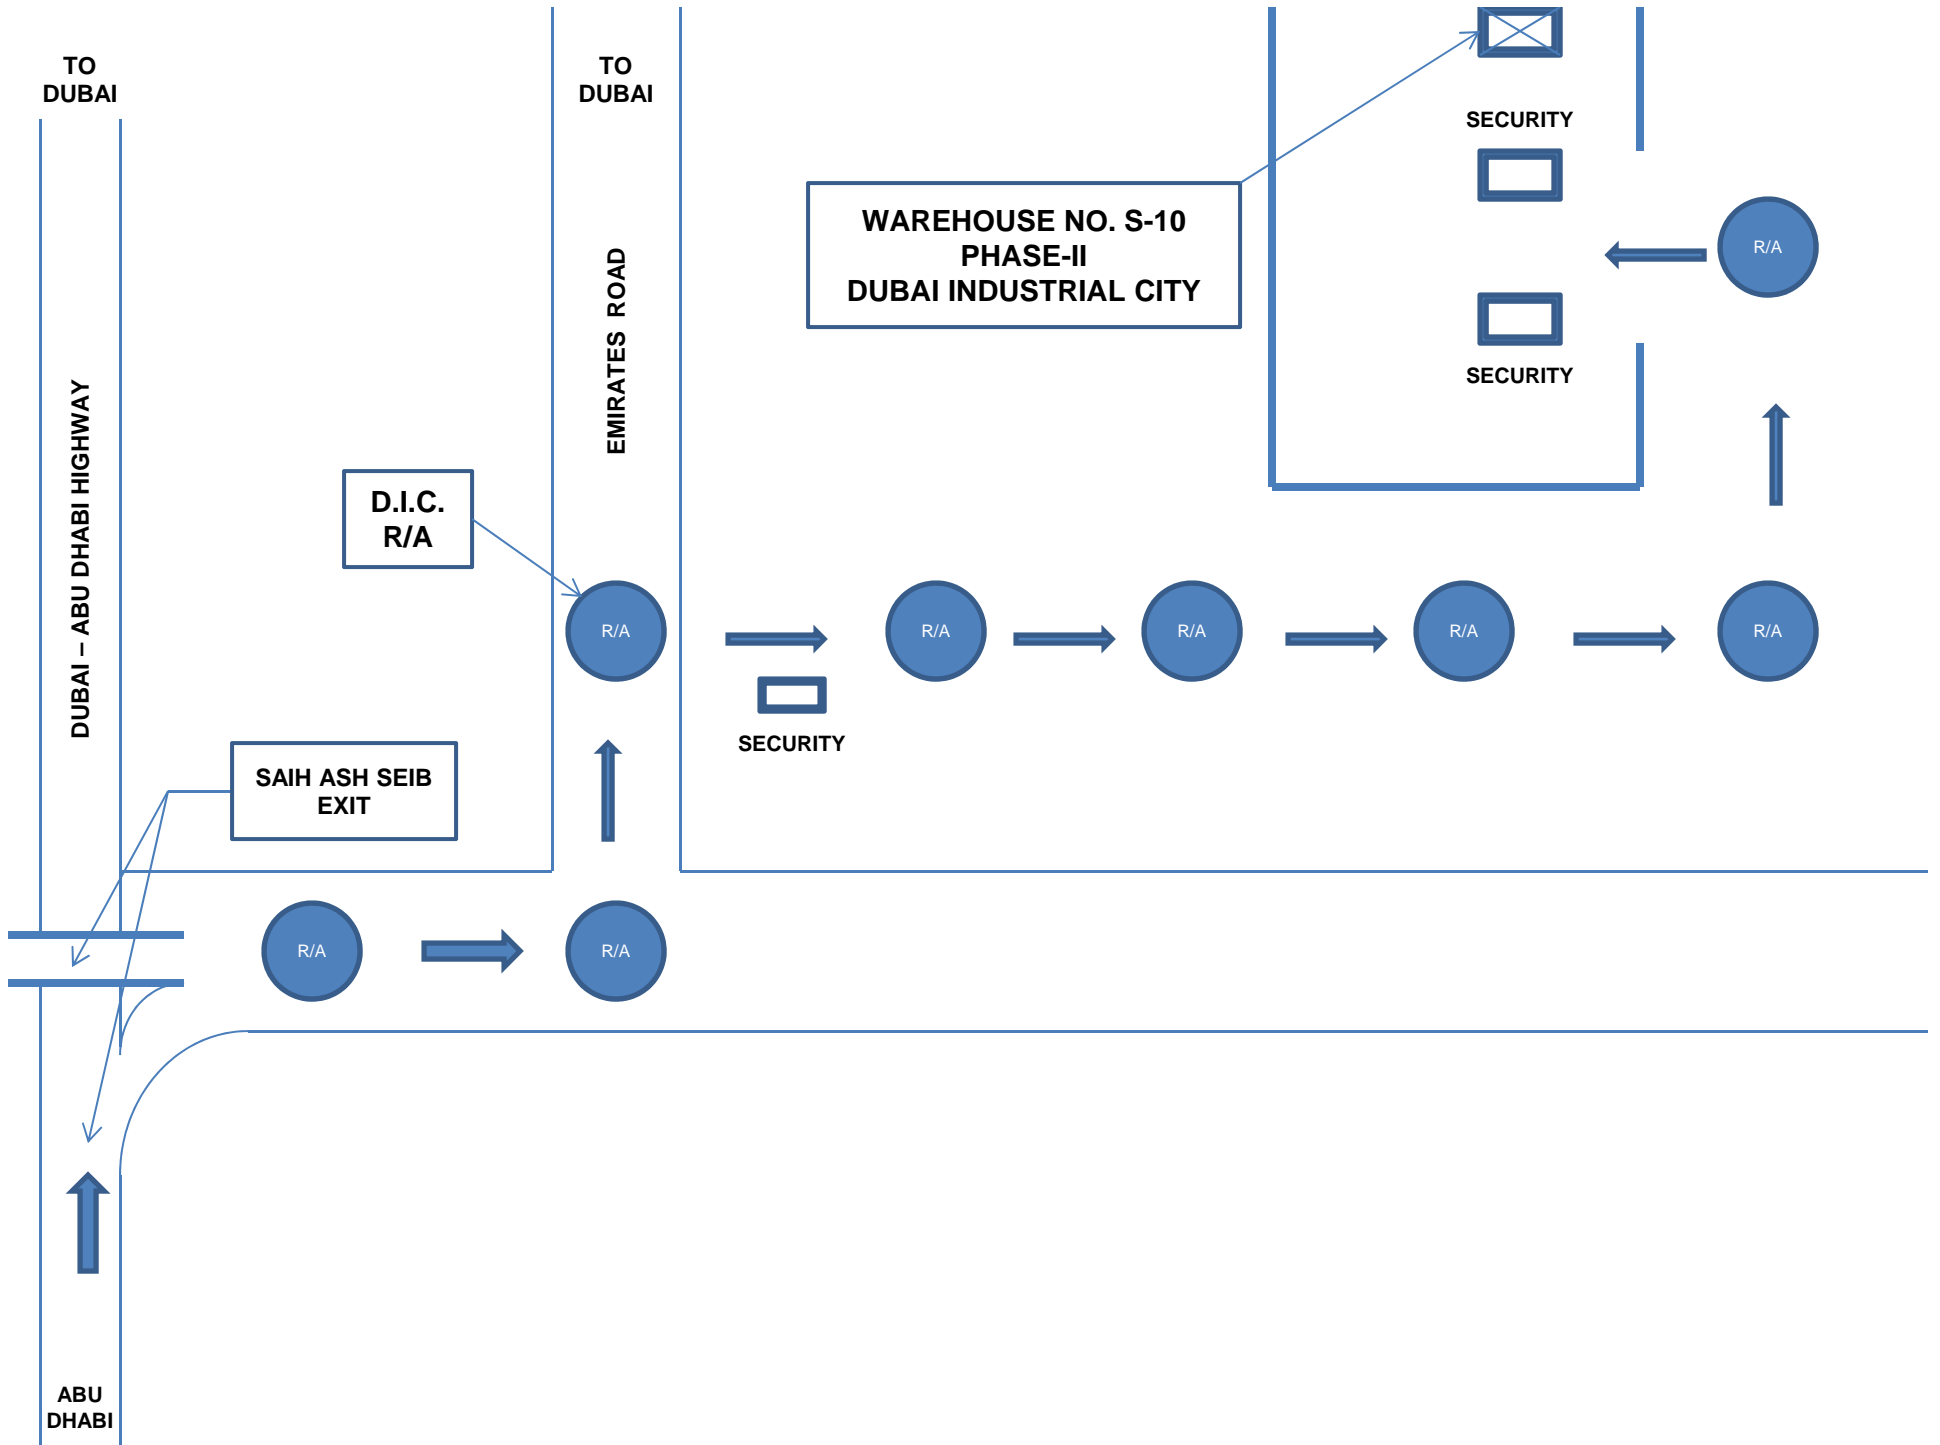 TO
DUBAI
TO
DUBAI
SECURITY
WAREHOUSE NO. S-10
PHASE-II
DUBAI INDUSTRIAL CITY
R/A
EMIRATES ROAD
SECURITY
DUBAI – ABU DHABI HIGHWAY
D.I.C.
R/A
R/A
R/A
R/A
R/A
R/A
SECURITY
SAIH ASH SEIB
EXIT
R/A
R/A
ABU
DHABI